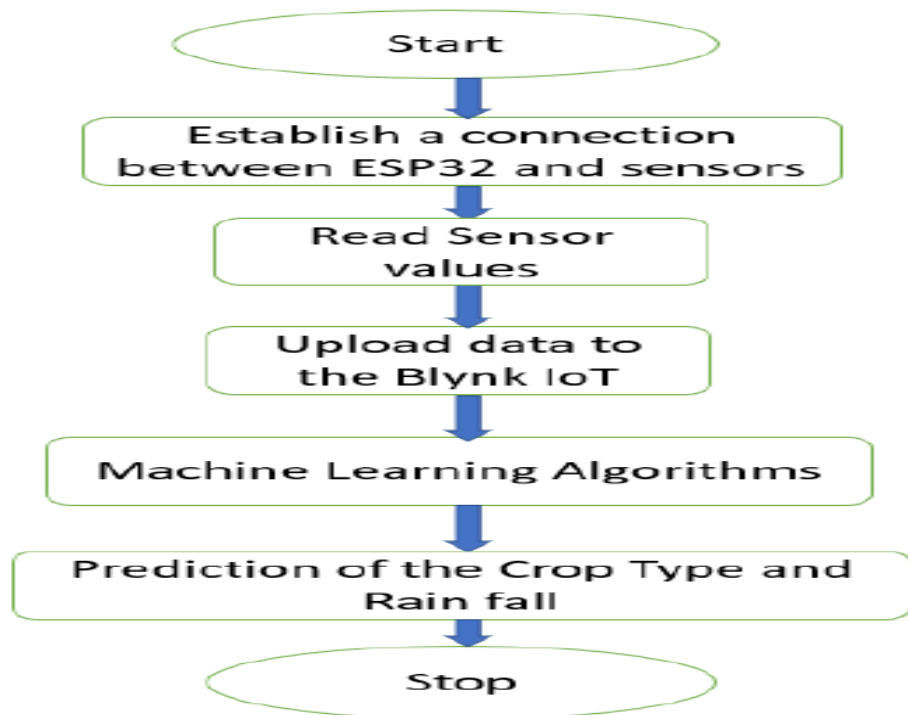 Start
Establish a connection
between ESP32 and sensors
Read Sensor
values
Upload data to
the Blynk IoT
Machine Learning Algorithms
Prediction of the Crop Type and
Rain fall
Stop